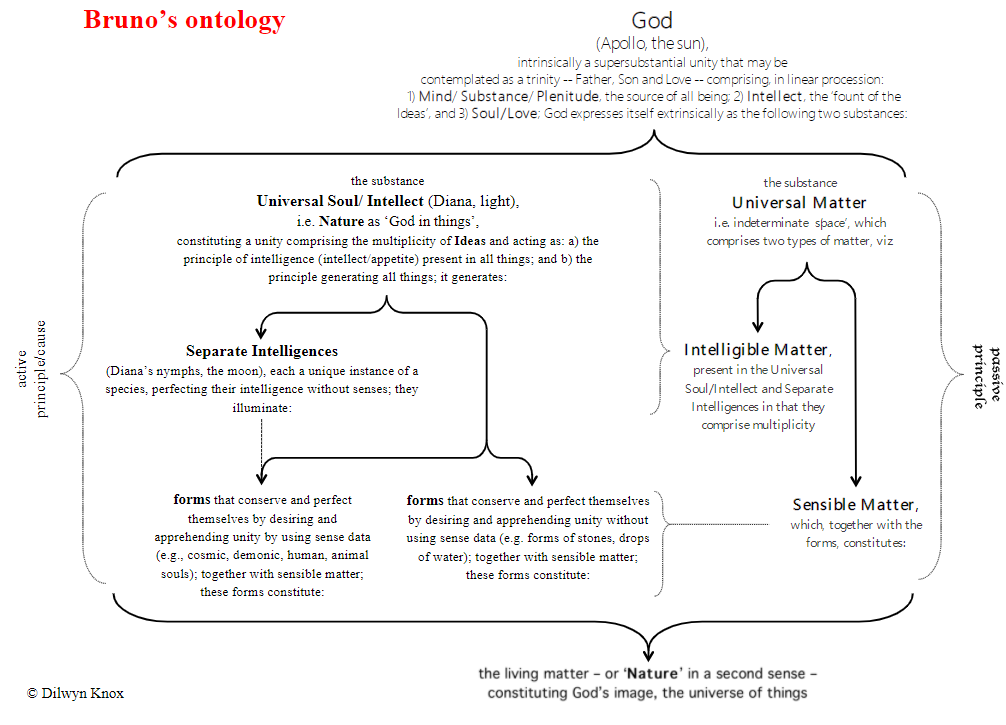 Bruno's ontology
God
(Apollo, the sun),
intrinsically a supersubstantial unity that may be
contemplated as a trinity -- Father, Son and Love -- comprising, in linear procession:
1) Mind/ Substance/ Plenitude, the source of all being; 2) Intellect, the 'fount of the
Ideas', and 3) Soul/Love; God expresses itself extrinsically as the following two substances:
the substance
Universal Soul/ Intellect (Diana, light),
i.e. Nature as 'God in things',
constituting a unity comprising the multiplicity of Ideas and acting as: a) the
principle of intelligence (intellect/appetite) present in all things; and b) the
principle generating all things; it generates:
the substance
Universal Matter
i.e. indeterminate space', which
comprises two types of matter, viz
active
principle/cause
passive
principle
Separate Intelligences
(Diana's nymphs, the moon), each a unique instance of a
species, perfecting their intelligence without senses; they
illuminate:
Intelligible Matter,
present in the Universal
Soul/Intellect and Separate
Intelligences in that they
comprise multiplicity
forms that conserve and perfect
themselves by desiring and
apprehending unity by using sense data
(e.g., cosmic, demonic, human, animal
souls); together with sensible matter;
these forms constitute:
forms that conserve and perfect themselves
by desiring and apprehending unity without
using sense data (e.g. forms of stones, drops
of water); together with sensible matter;
these forms constitute:
Sensible Matter,
which, together with the
forms, constitutes:
the living matter – or 'Nature' in a second sense –
constituting God's image, the universe of things
© Dilwyn Knox